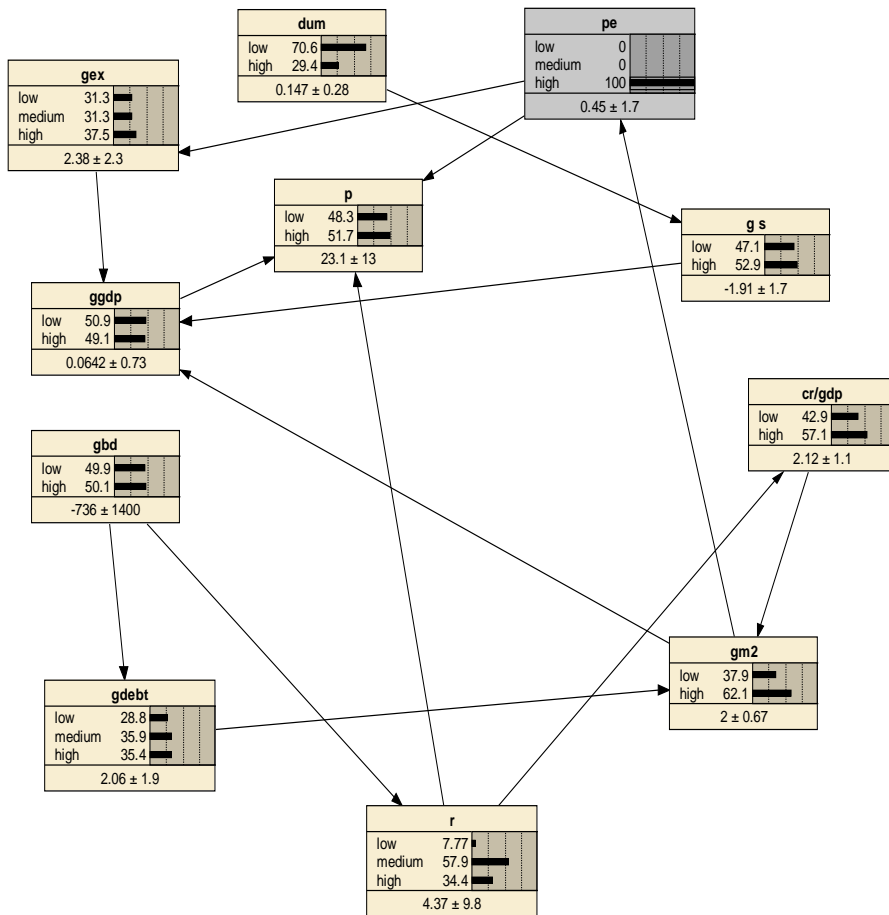 dum
low 70.6
high 29.4
0.147 ± 0.28
pe
low 0
medium 0
high 100
0.45 ± 1.7
gex
low 31.3
medium 31.3
high 37.5
2.38 ± 2.3
p
low 48.3
high 51.7
23.1 ± 13
g s
low 47.1
high 52.9
-1.91 ± 1.7
ggdp
low 50.9
high 49.1
0.0642 ± 0.73
cr/gdp
low 42.9
high 57.1
2.12 ± 1.1
gbd
low 49.9
high 50.1
-736 ± 1400
gm2
low 37.9
high 62.1
2 ± 0.67
gdebt
low 28.8
medium 35.9
high 35.4
2.06 ± 1.9
r
low 7.77
medium 57.9
high 34.4
4.37 ± 9.8